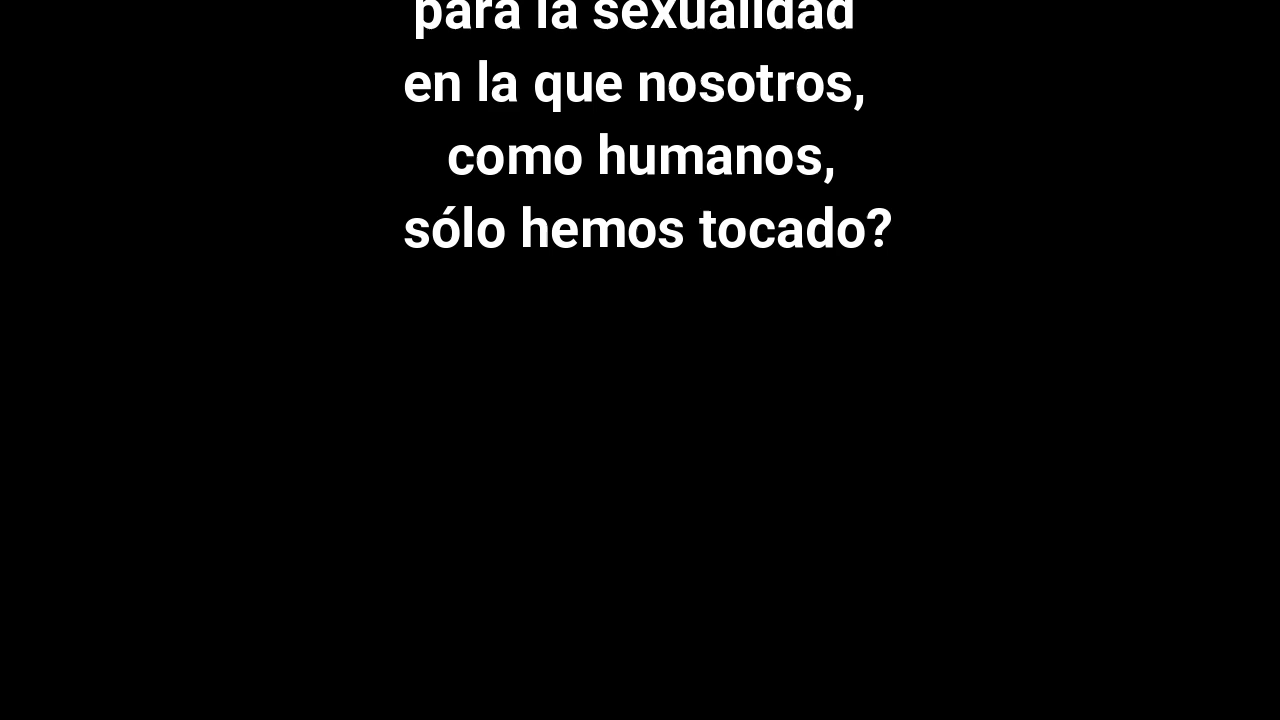 para la sexualidad
en la que nosotros,
como humanos,
sólo hemos tocado?